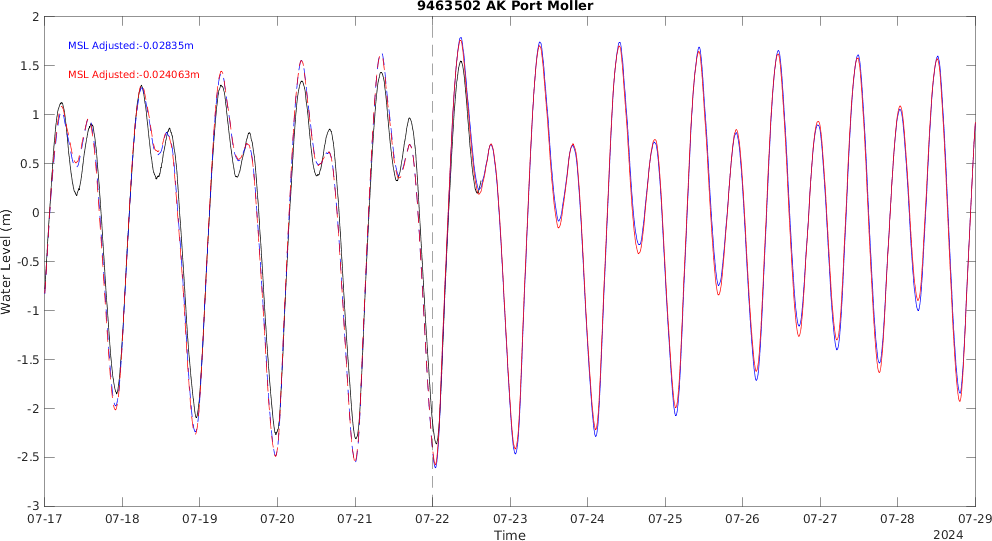 9463502 AK Port Moller
MSL Adjusted:-0.02835m
MSL Adjusted:-0.024063m
Water Level (m)
2
1.5
1
0.5
0
-0.5
-1
-1.5
-2
-2.5
-3
07-17 07-18 07-19 07-20 07-21 07-22 07-23 07-24 07-25 07-26 07-27 07-28 07-29
Time
2024